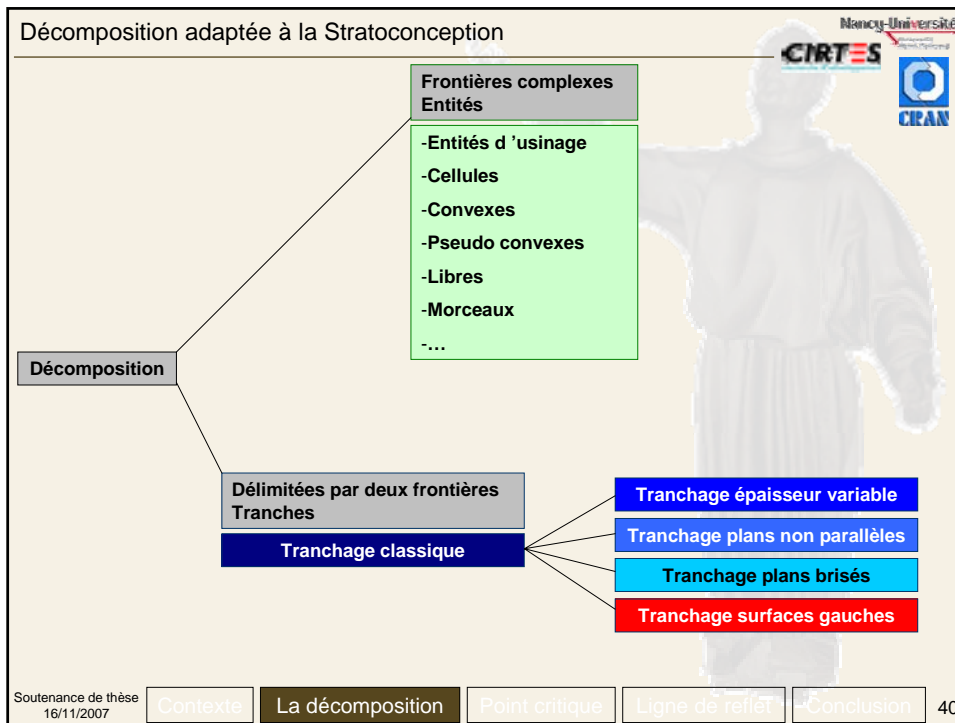 Décomposition adaptée à la Stratoconception
Nancy-Université
CIRTES
CRAN
Frontières complexes
Entités
-Entités d ’usinage
-Cellules
-Convexes
-Pseudo convexes
-Libres
-Morceaux
-…
Décomposition
Délimitées par deux frontières
Tranches
Tranchage classique
Tranchage épaisseur variable
Tranchage plans non parallèles
Tranchage plans brisés
Tranchage surfaces gauches
Soutenance de thèse
16/11/2007
Contexte
La décomposition
Point critique
Ligne de reflet
Conclusion
40